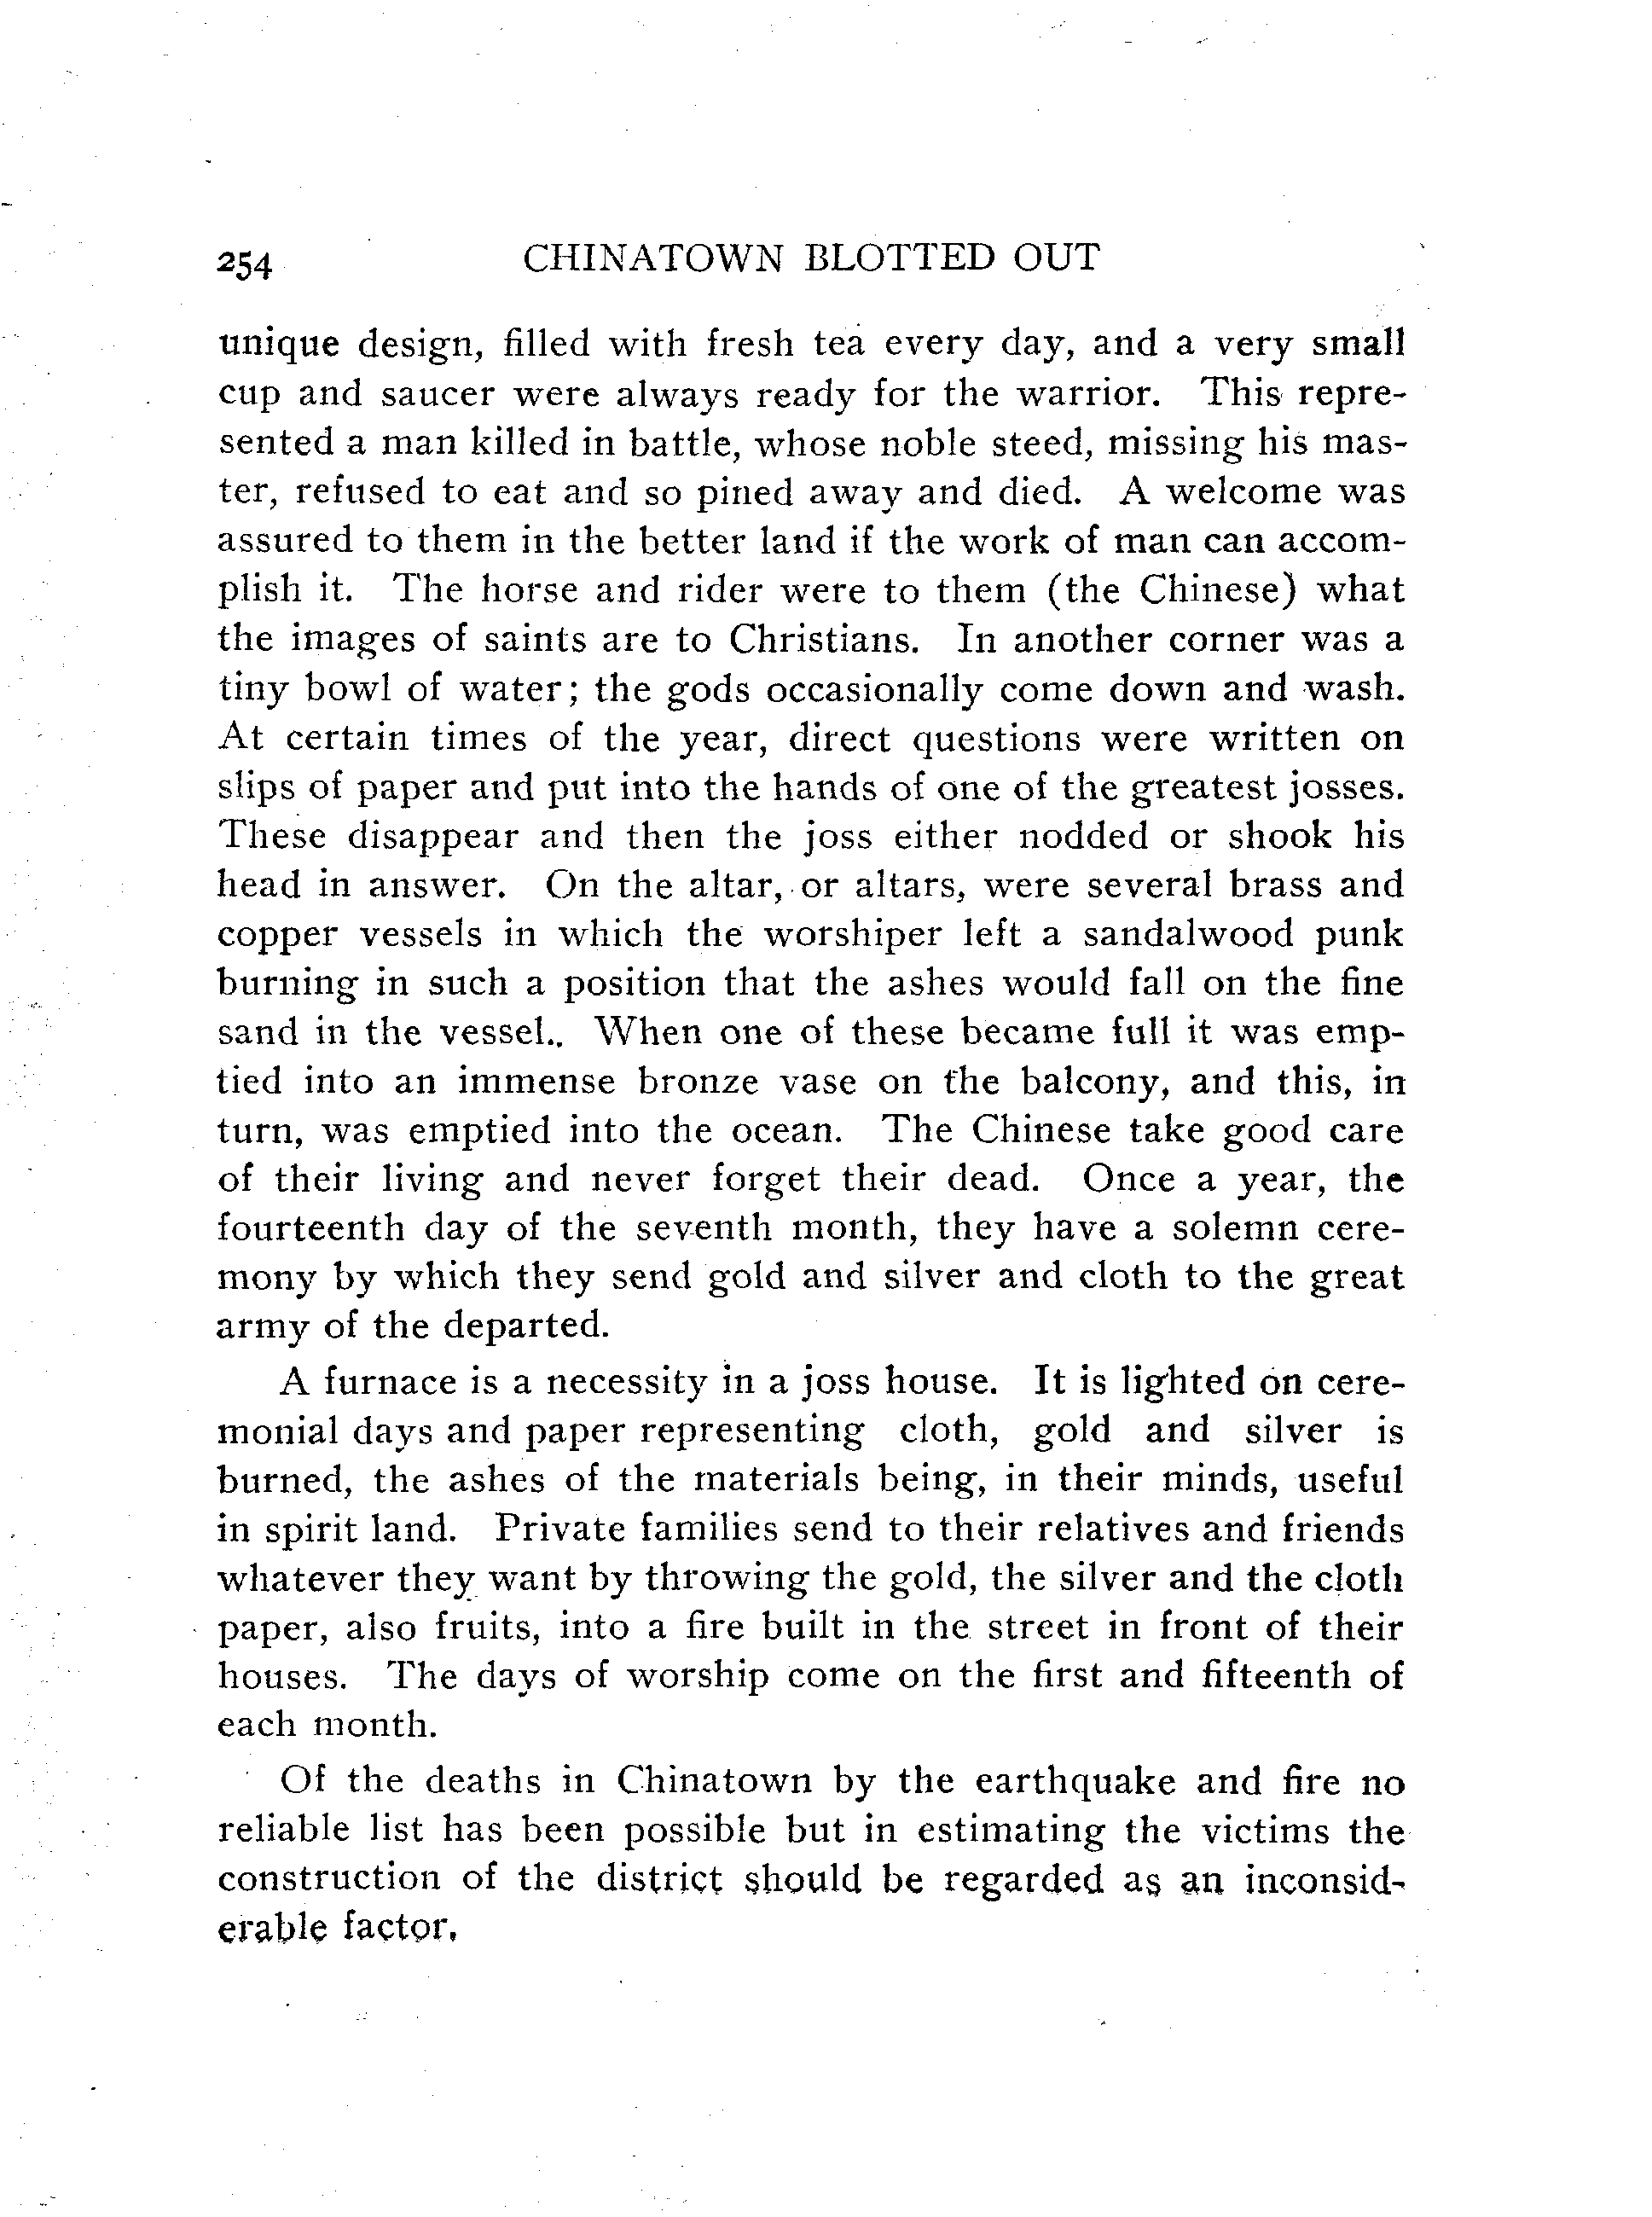 254 CHINATOWN BLOTTED OUT
unique design, filled with fresh tea every day, and a very small
cup and saucer were always ready for the warrior. This repre-
sented a man killed in battle, whose noble steed, missing his mas-
ter, refused to eat and so pined away and died. A welcome was
assured to them in the better land if the work of man can accom-
plish it. The horse and rider were to them (the Chinese) what
the images of saints are to Christians. In another corner was a
tiny bowl of water; the gods occasionally come down and wash.
At certain times of the year, direct questions were written on
slips of paper and put into the hands of one of the greatest josses.
These disappear and then the joss either nodded or shook his
head in answer. On the altar, or altars, were several brass and
copper vessels in which the worshiper left a sandalwood punk
burning in such a position that the ashes would fall on the fine
sand in the vessel.. When one of these became full it was emp-
tied into an immense bronze vase on the balcony, and this, in
turn, was emptied into the ocean. The Chinese take good care
of their living and never forget their dead. Once a year, the
fourteenth day of the seventh month, they have a solemn cere-
mony by which they send gold and silver and cloth to the great
army of the departed.
A furnace is a necessity in a joss house. It is lighted on cere-
monial days and paper representing cloth, gold and silver is
burned, the ashes of the materials being, in their minds, useful
in spirit land. Private families send to their relatives and friends
whatever they want by throwing the gold, the silver and the cloth
paper, also fruits, into a fire built in the street in front of their
houses. The days of worship come on the first and fifteenth of
each month.
Of the deaths in Chinatown by the earthquake and fire no
reliable list has been possible but in estimating the victims the
construction of the district should be regarded as an inconsid-
erable factor.